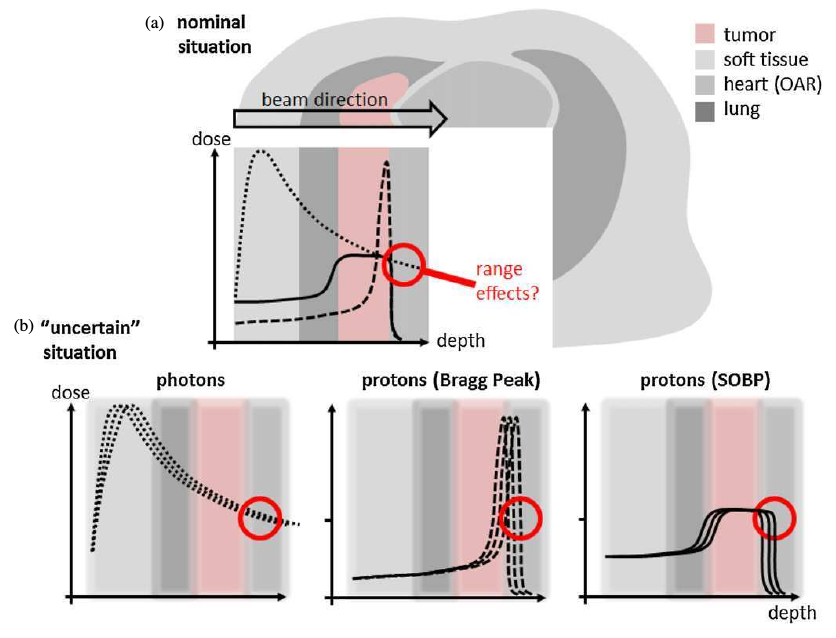 (a) nominal
situation
tumor
soft tissue
heart (OAR)
lung
beam direction
dose
range
effects?
depth
(b) "uncertain"
situation
photons
protons (Bragg Peak)
protons (SOBP)
dose
depth